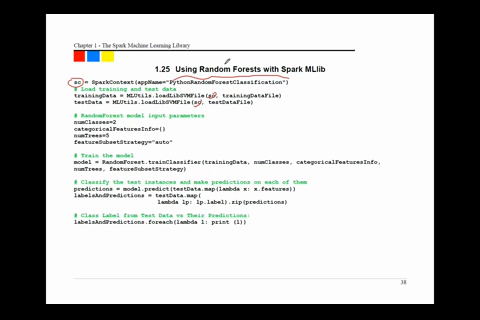 Chapter 1 - The Spark Machine Learning Library
1.25 Using Random Forests with Spark MLlib
sc = SparkContext(appName="PythonRandomForestClassification")
# Load training and test data
trainingData = MLUtils.loadLibSVMFile(sc, trainingDataFile)
testData = MLUtils.loadLibSVMFile(sc, testDataFile)
# RandomForest model input parameters
numClasses=2
categoricalFeaturesInfo={}
numTrees=5
featureSubsetStrategy="auto"
# Train the model
model = RandomForest.trainClassifier(trainingData, numClasses, categoricalFeaturesInfo,
numTrees, featureSubsetStrategy)
# Classify the test instances and make predictions on each of them
predictions = model.predict(testData.map(lambda x: x.features))
labelsAndPredictions = testData.map(
lambda lp: lp.label).zip(predictions)
# Class Label from Test Data vs Their Predictions:
labelsAndPredictions.foreach(lambda l: print (l))
38